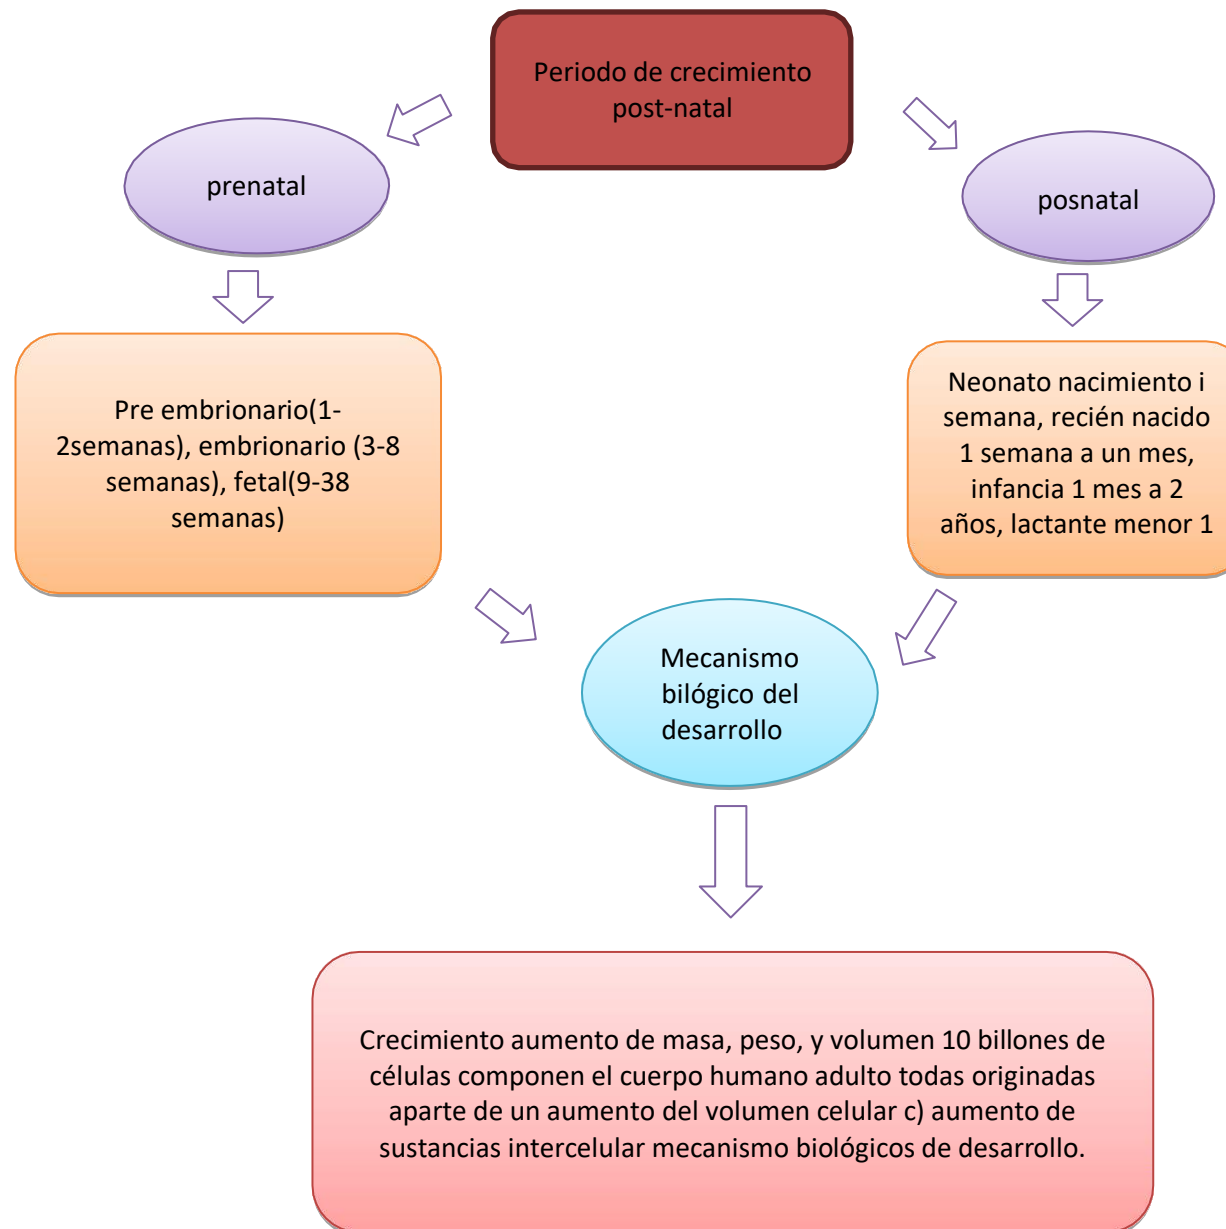 Periodo de crecimiento
post-natal
prenatal
posnatal
Pre embrionario(1-
2semanas), embrionario (3-8
semanas), fetal(9-38
semanas)
Neonato nacimiento i
semana, recién nacido
1 semana a un mes,
infancia 1 mes a 2
años, lactante menor 1
Mecanismo
bilógico del
desarrollo
Crecimiento aumento de masa, peso, y volumen 10 billones de
células componen el cuerpo humano adulto todas originadas
aparte de un aumento del volumen celular c) aumento de
sustancias intercelular mecanismo biológicos de desarrollo.